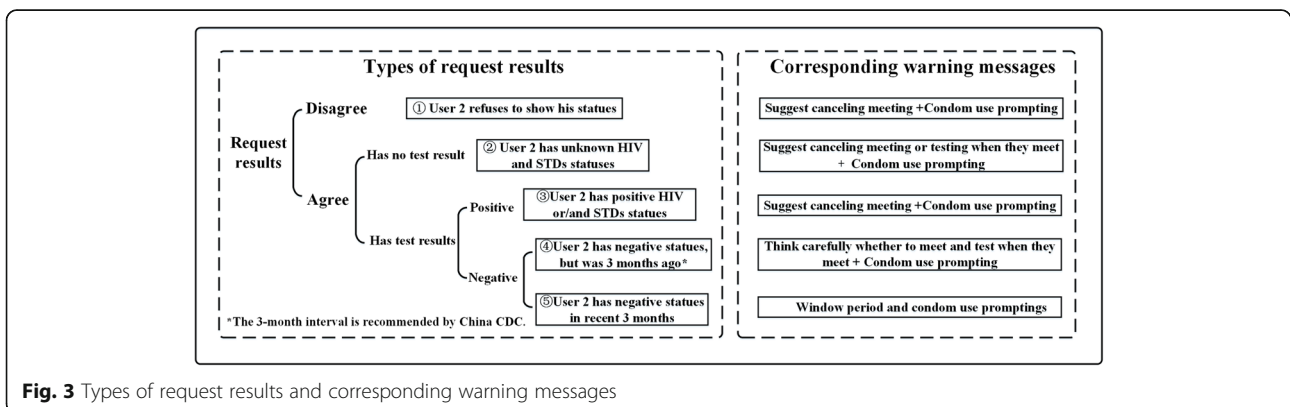 Types of request results
Corresponding warning messages
Disagree
① User 2 refuses to show his statues
Suggest canceling meeting +Condom use prompting
Request
results
Has no test result
② User 2 has unknown HIV
and STDs statuses
Suggest canceling meeting or testing when they meet
+ Condom use prompting
Agree
Positive
③User 2 has positive HIV
or/and STDs statues
Suggest canceling meeting +Condom use prompting
Has test results
④User 2 has negative statues,
but was 3 months ago*
Think carefully whether to meet and test when they
meet + Condom use prompting
Negative
⑤User 2 has negative statues
in recent 3 months
Window period and condom use promptings
*The 3-month interval is recommended by China CDC.
Fig. 3 Types of request results and corresponding warning messages